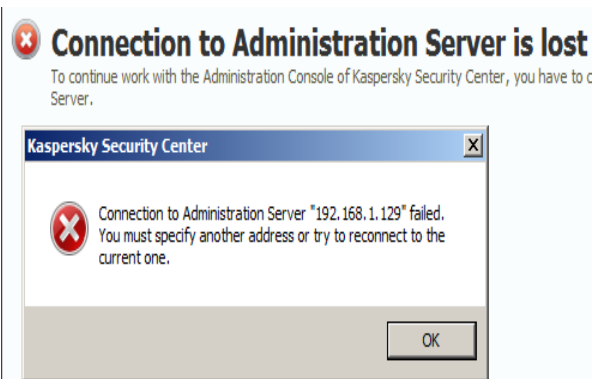 Connection to Administration Server is lost
To continue work with the Administration Console of Kaspersky Security Center, you have to c
Server.
Kaspersky Security Center
Connection to Administration Server "192.168.1.129" failed.
You must specify another address or try to reconnect to the
current one.
OK